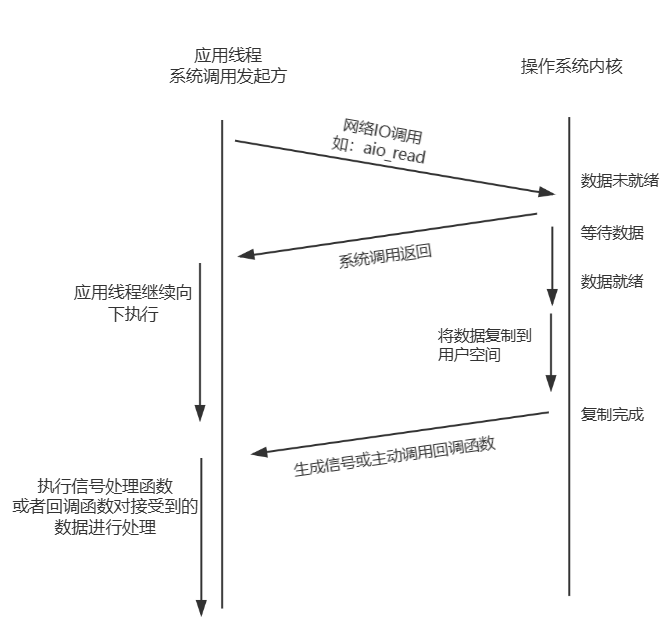 应用线程
系统调用发起方
操作系统内核
网络IO调用
如：aio_read
数据未就绪
系统调用返回
等待数据
数据就绪
应用线程继续向
下执行
将数据复制到
用户空间
复制完成
生成信号或主动调用回调函数
执行信号处理函数
或者回调函数对接受到的
数据进行处理